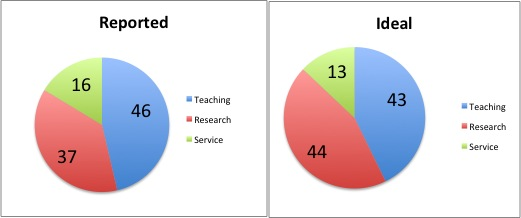 Reported
16
46
37
Teaching
Research
Service
Ideal
13
43
44
Teaching
Research
Service